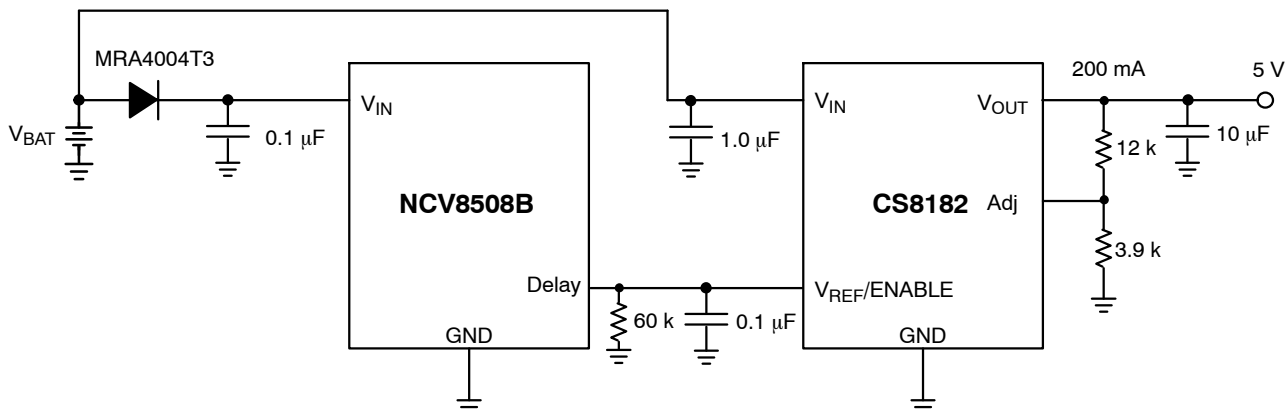 MRA4004T3
200 mA
5 V
V_IN
V_IN
V_OUT
V_BAT
0.1 μF
1.0 μF
12 k
10 μF
NCV8508B
CS8182
Adj
3.9 k
Delay
V_REF/ENABLE
60 k
0.1 μF
GND
GND